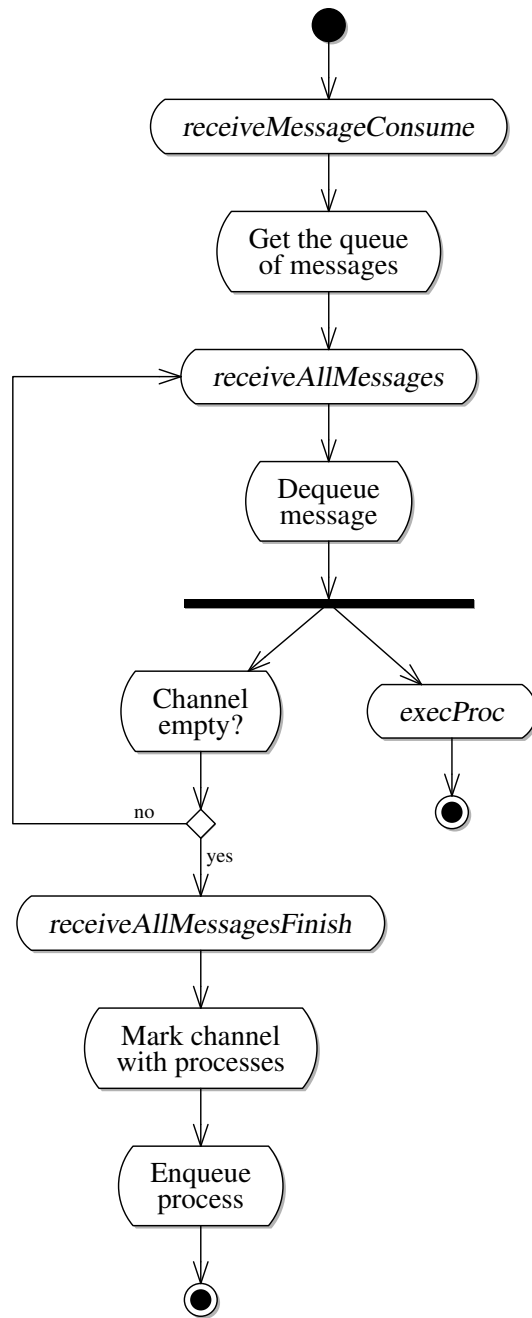 receiveMessageConsume
Get the queue
of messages
receiveAllMessages
Dequeue
message
Channel
empty?
execProc
no
yes
receiveAllMessagesFinish
Mark channel
with processes
Enqueue
process